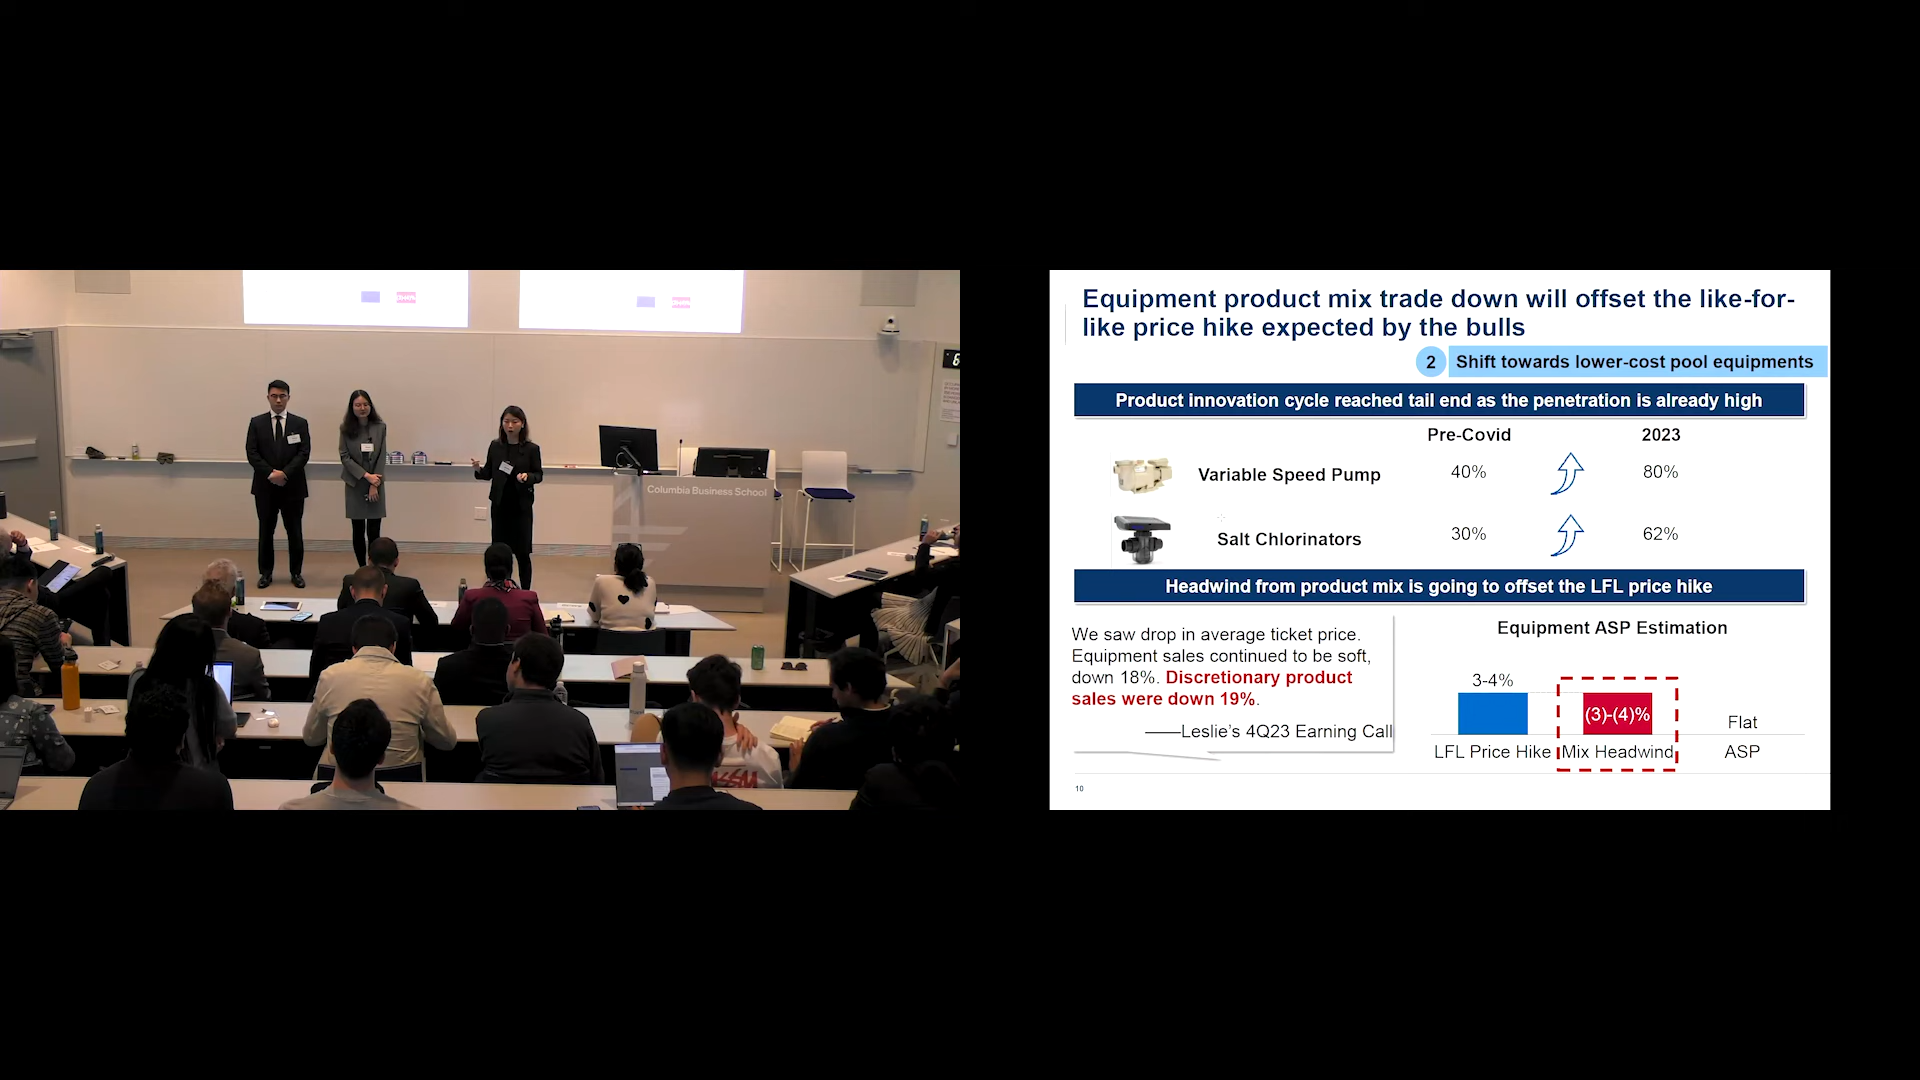 Columbia Business School
Equipment product mix trade down will offset the like-for-
like price hike expected by the bulls
2 Shift towards lower-cost pool equipments
Product innovation cycle reached tail end as the penetration is already high
Pre-Covid 2023
Variable Speed Pump 40% 80%
Salt Chlorinators 30% 62%
Headwind from product mix is going to offset the LFL price hike
We saw drop in average ticket price.
Equipment sales continued to be soft,
down 18%. Discretionary product
sales were down 19%.
——Leslie's 4Q23 Earning Call
Equipment ASP Estimation
3-4%
(3)-(4)%
Flat
LFL Price Hike Mix Headwind ASP
10